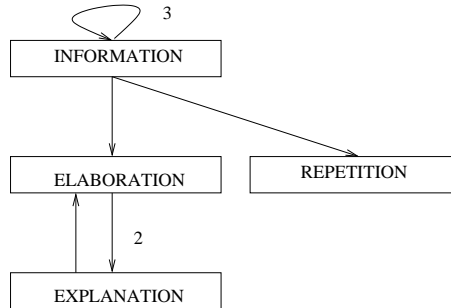 3
INFORMATION
ELABORATION
REPETITION
2
EXPLANATION